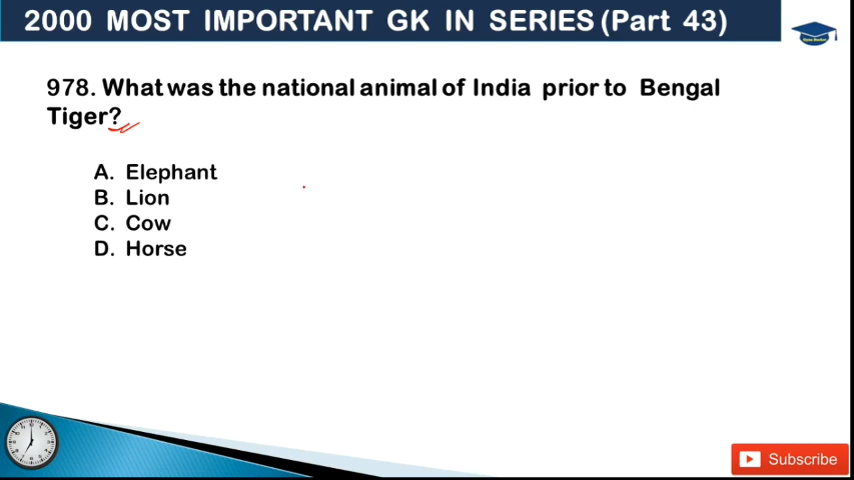 2000 MOST IMPORTANT GK IN SERIES (Part 43)
978. What was the national animal of India prior to Bengal
Tiger?
A. Elephant
B. Lion
C. Cow
D. Horse
Subscribe